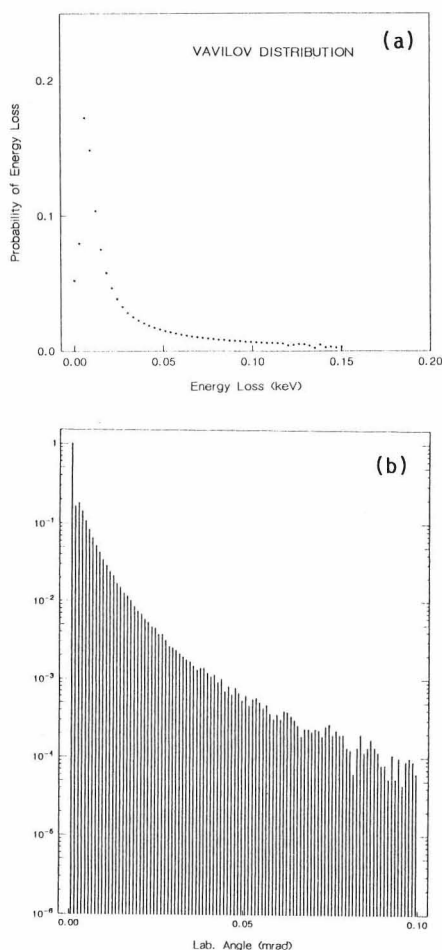 (a)
VAVILOV DISTRIBUTION
Probability of Energy Loss
0.2
0.1
0.0
0.00 0.05 0.10 0.15 0.20
Energy Loss (keV)
(b)
1
10⁻¹
10⁻²
10⁻³
10⁻⁴
10⁻⁵
10⁻⁶
0.00 0.05 0.10
Lab. Angle (mrad)